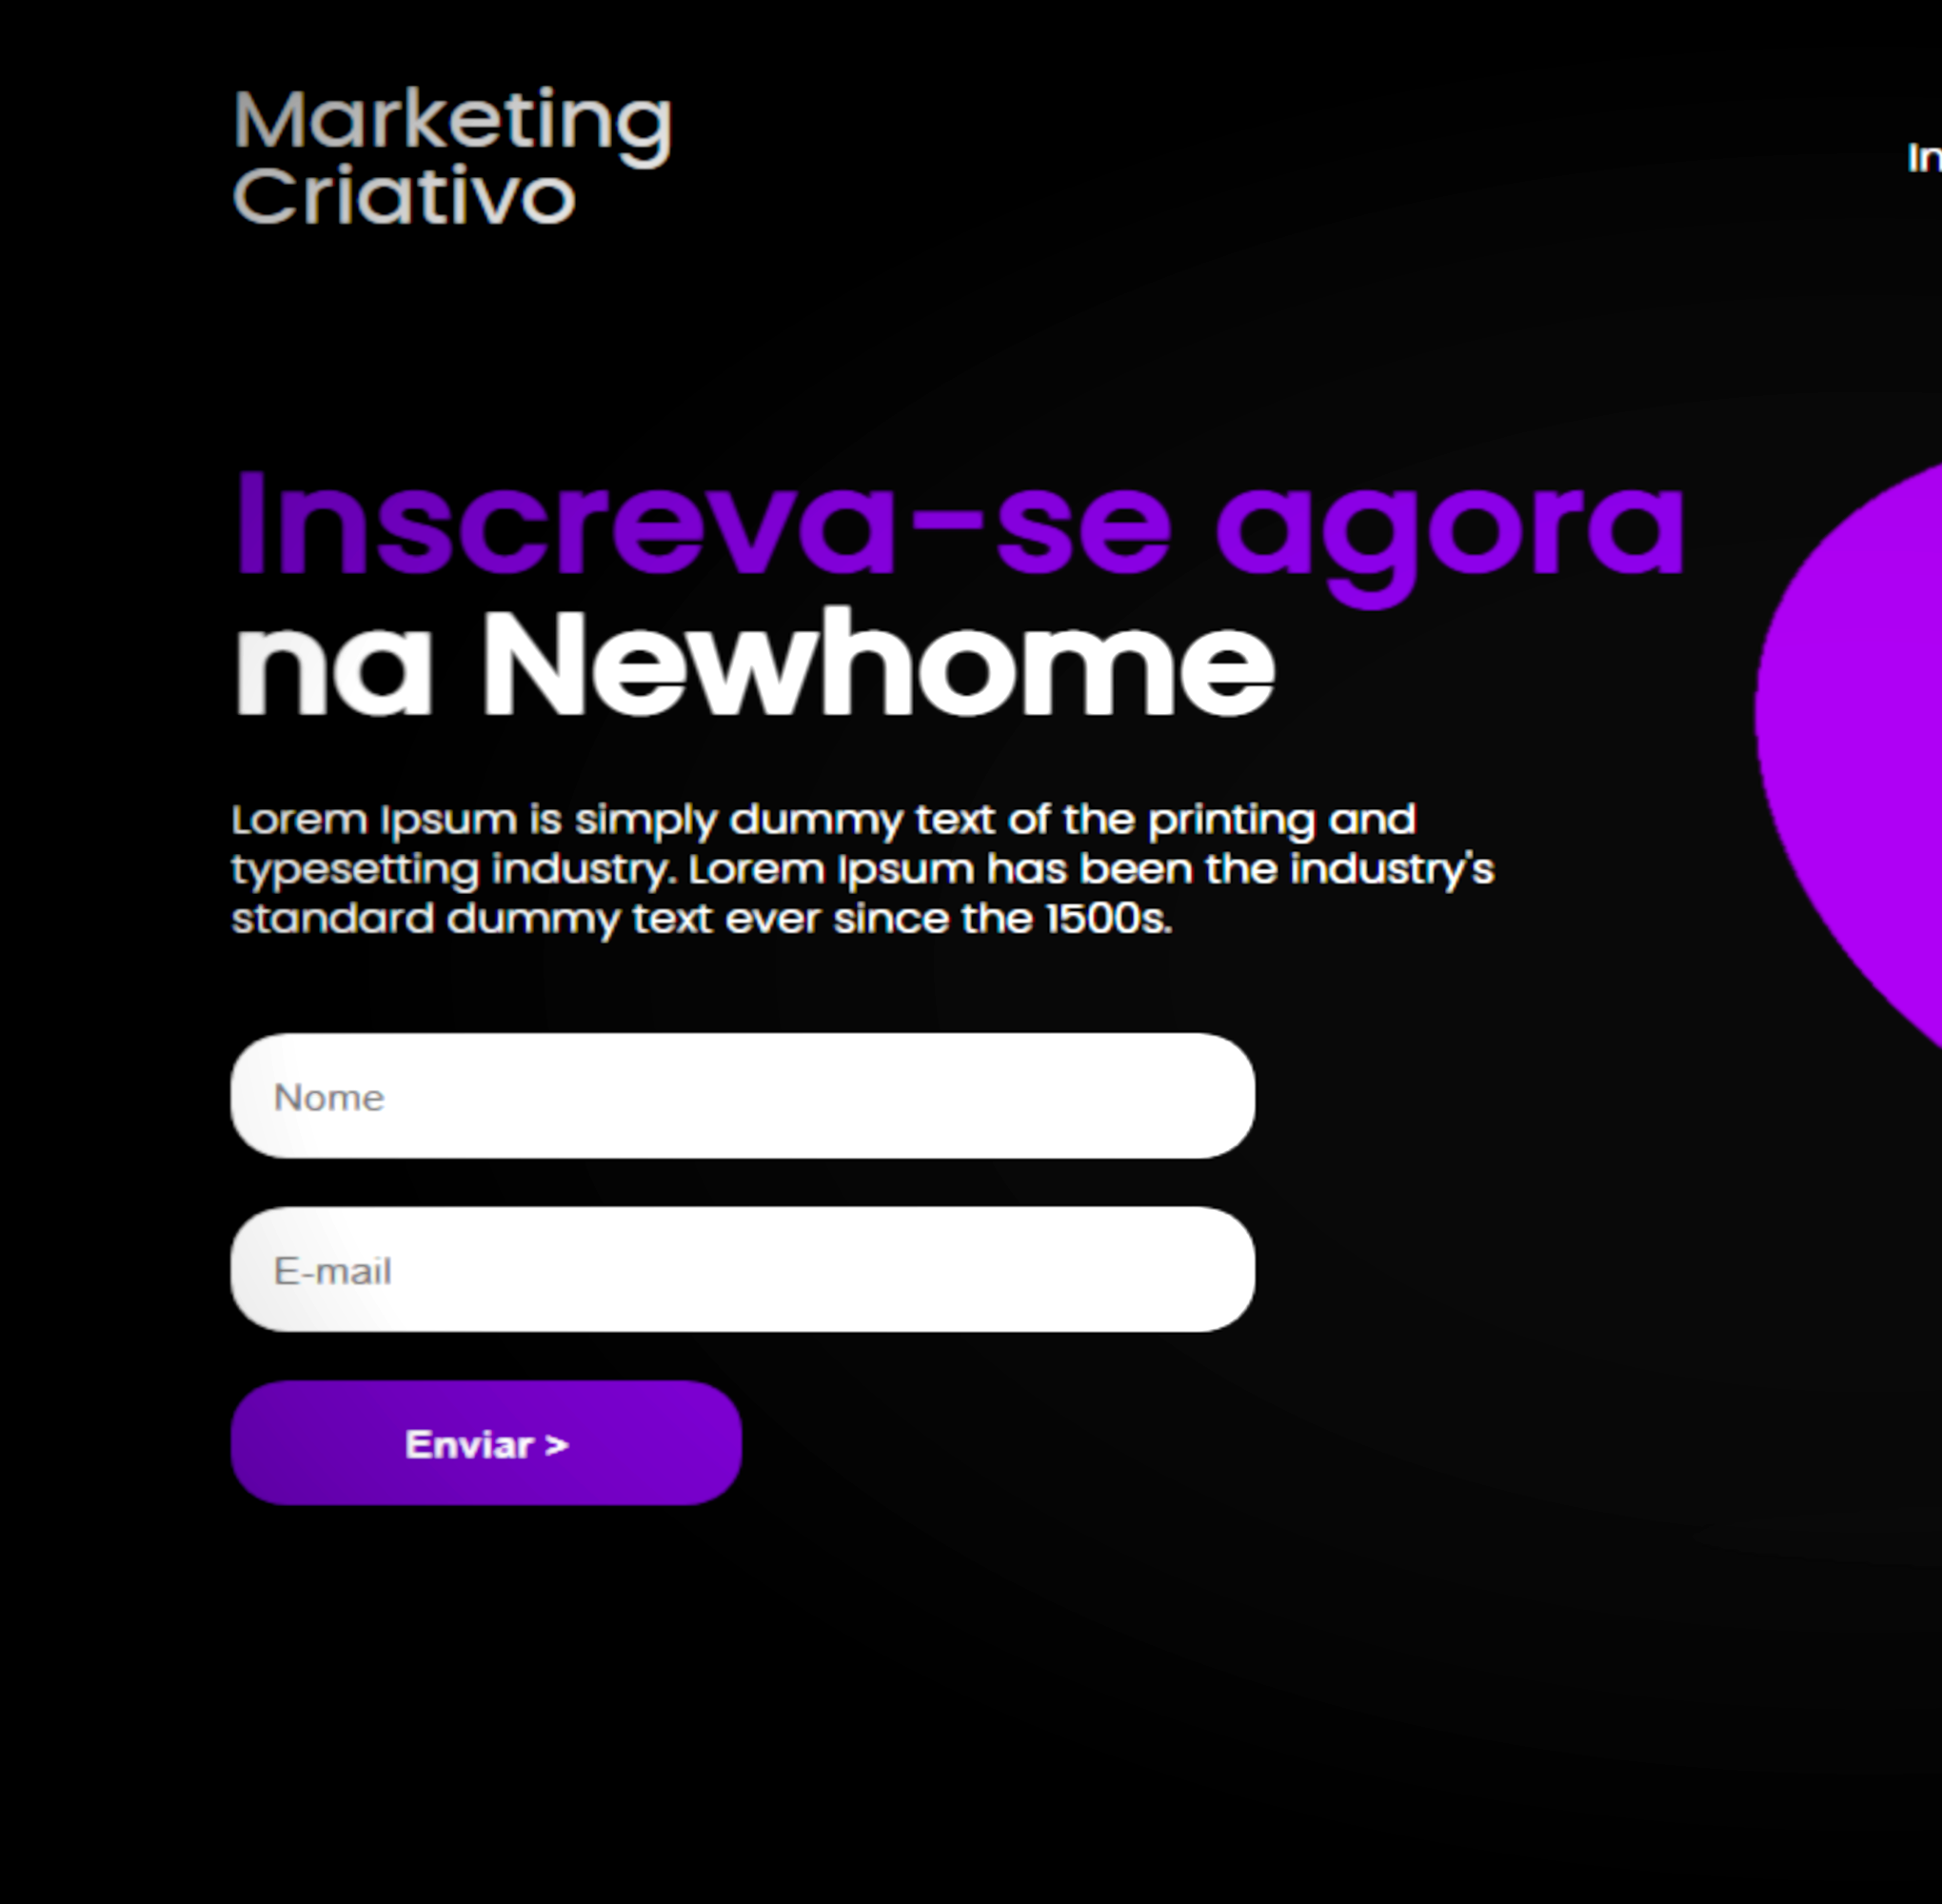 Marketing
Criativo
In
Inscreva-se agora
na Newhome
Lorem Ipsum is simply dummy text of the printing and
typesetting industry. Lorem Ipsum has been the industry's
standard dummy text ever since the 1500s.
Nome
E-mail
Enviar >